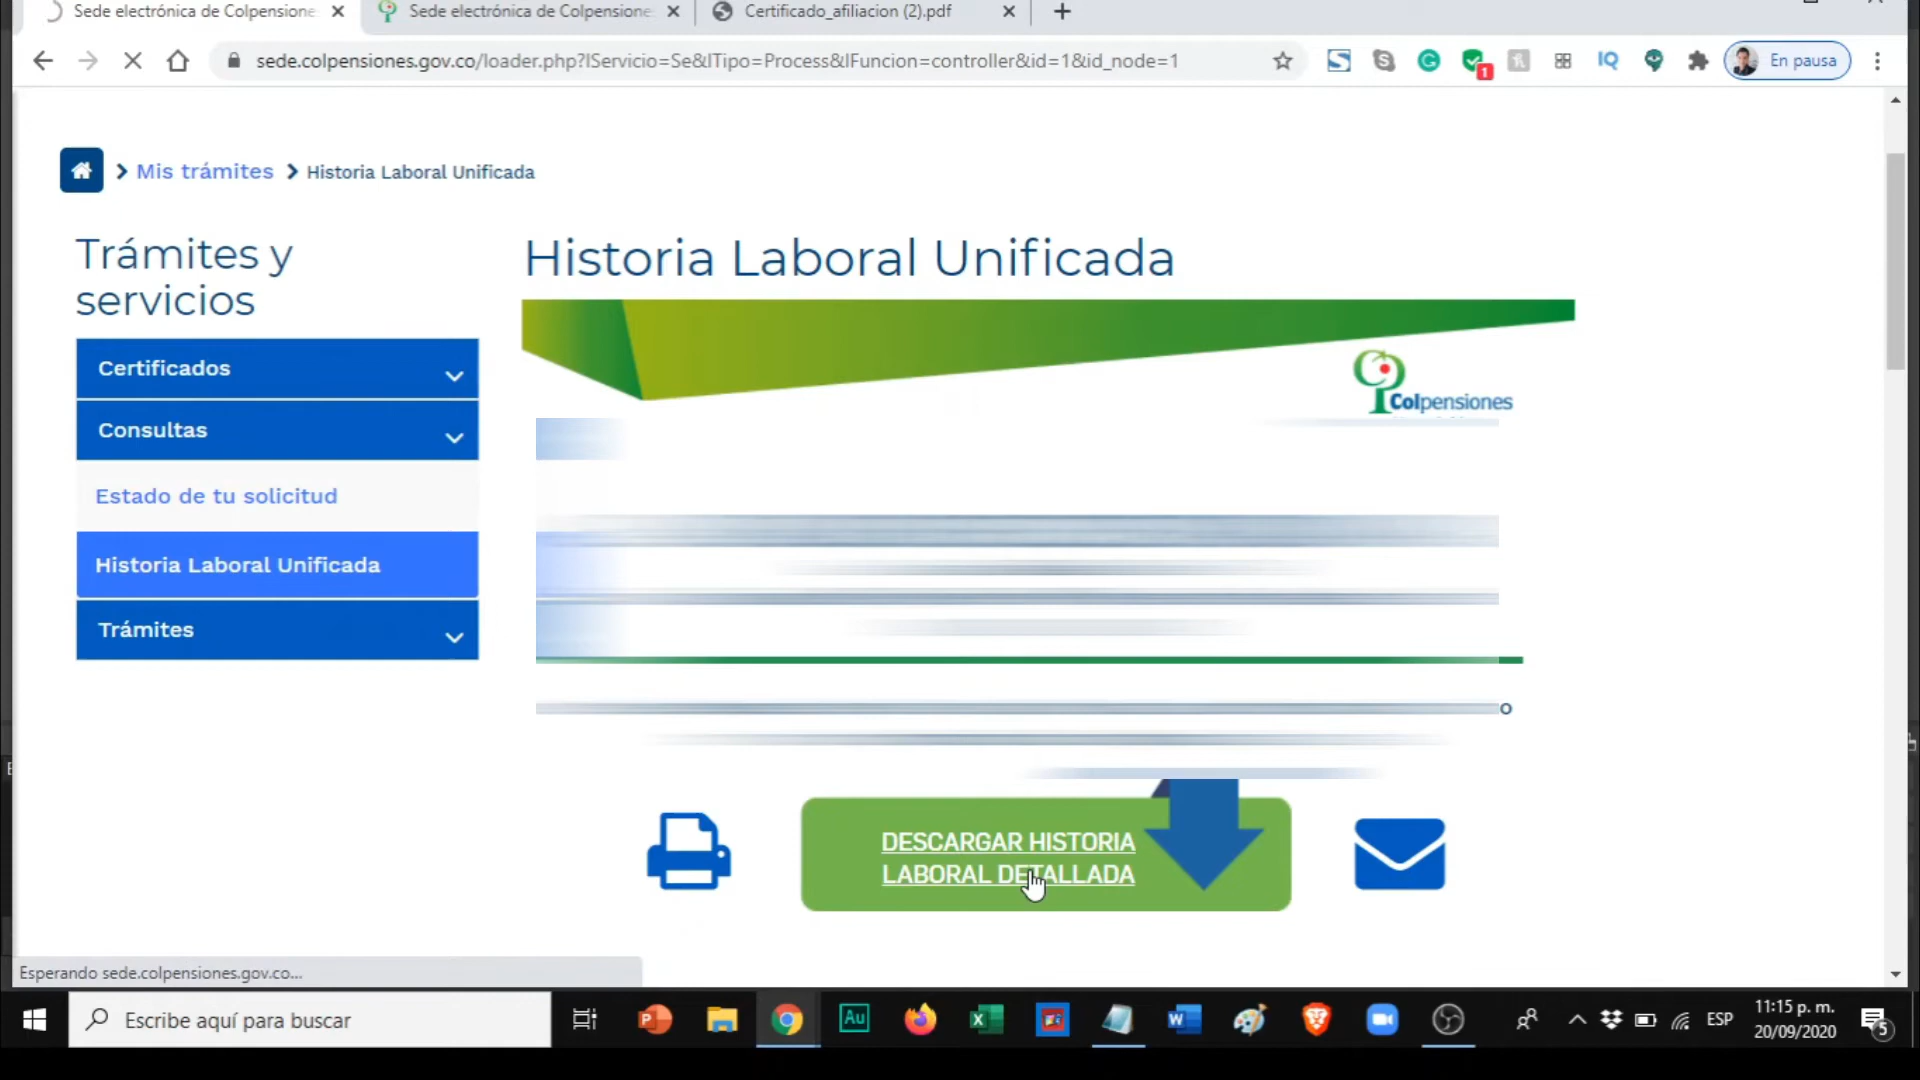 Sede electrónica de Colpensione
Sede electrónica de Colpensione
Certificado_afiliacion (2).pdf
sede.colpensiones.gov.co/loader.php?lServicio=Se&lTipo=Process&lFuncion=controller&id=1&id_node=1
1
IQ
En pausa
Mis trámites
Historia Laboral Unificada
Trámites y
servicios
Historia Laboral Unificada
Certificados
Consultas
Estado de tu solicitud
Historia Laboral Unificada
Trámites
Colpensiones
o
DESCARGAR HISTORIA
LABORAL DETALLADA
Esperando sede.colpensiones.gov.co...
Escribe aquí para buscar
Au
ESP
11:15 p. m.
20/09/2020
5